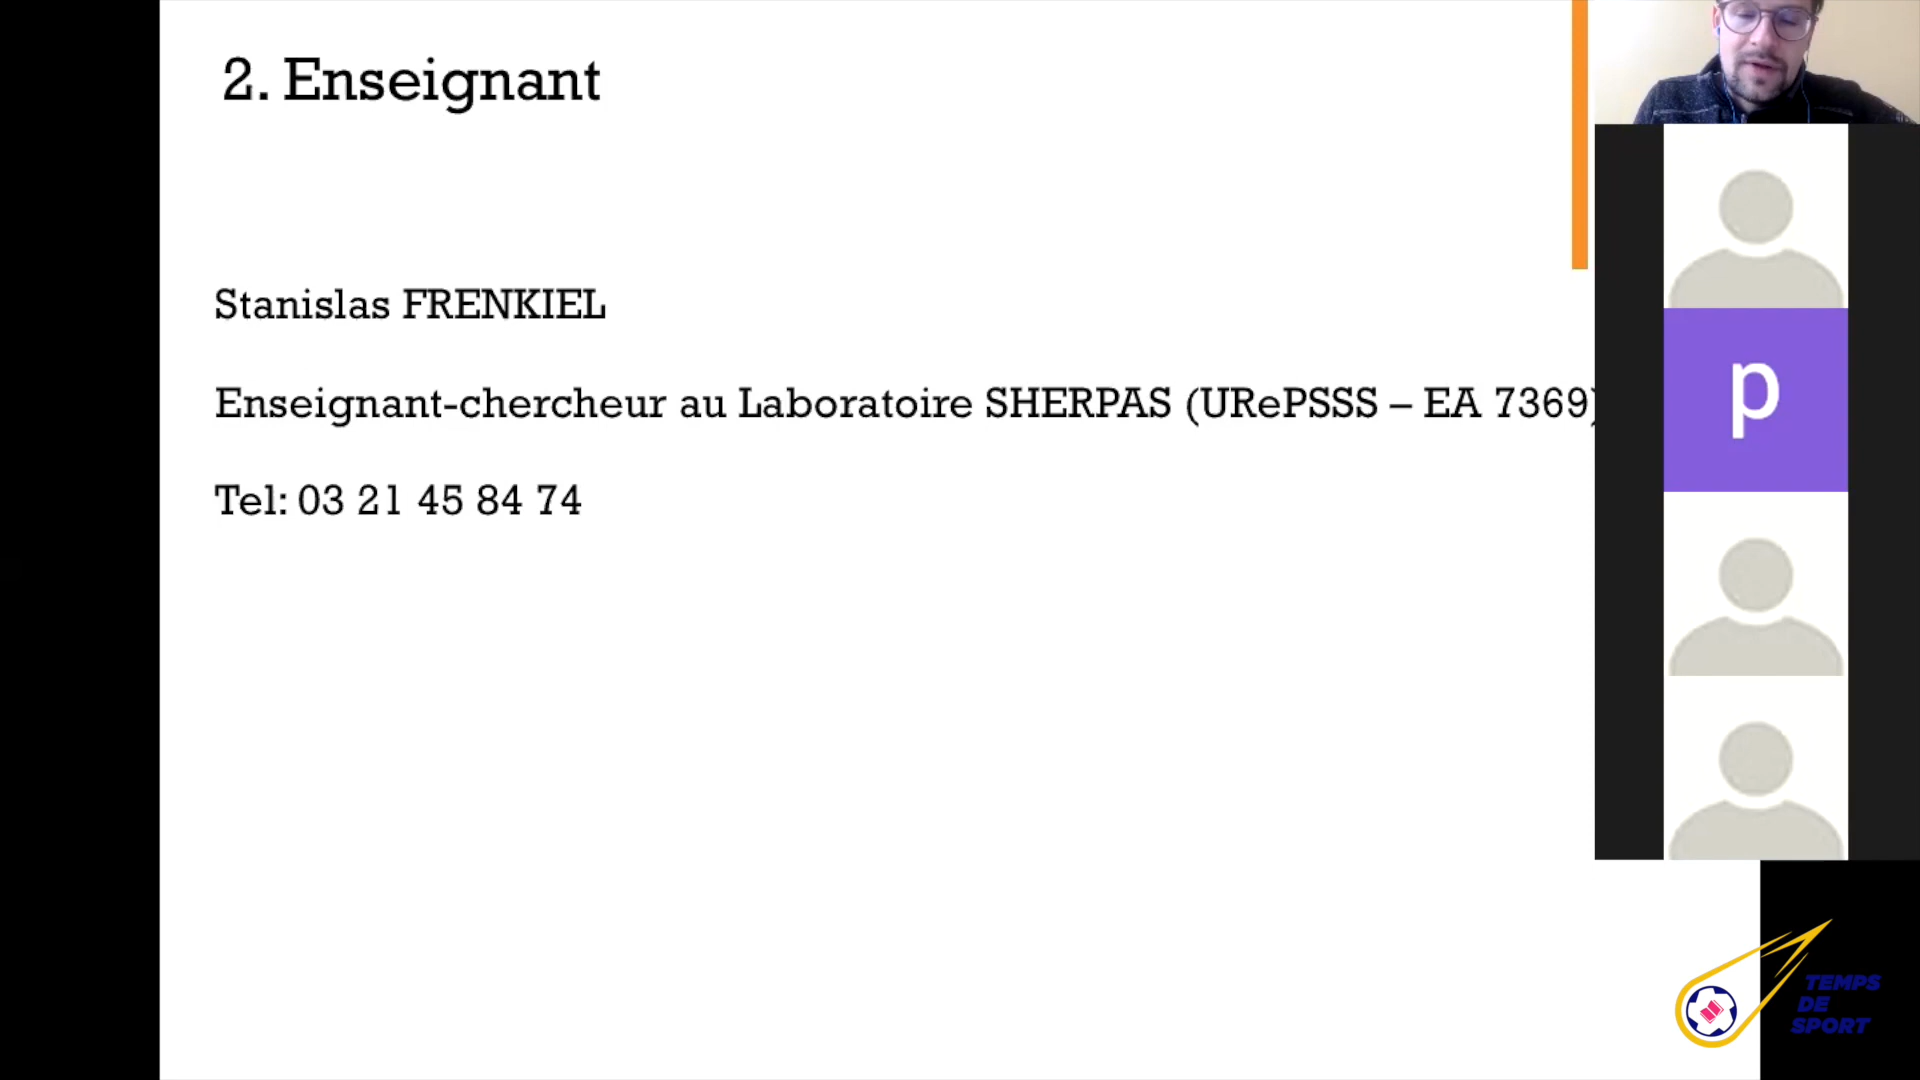 2. Enseignant
Stanislas FRENKIEL
Enseignant-chercheur au Laboratoire SHERPAS (URePSSS – EA 7369)
Tel: 03 21 45 84 74
p
TEMPS
DE
SPORT